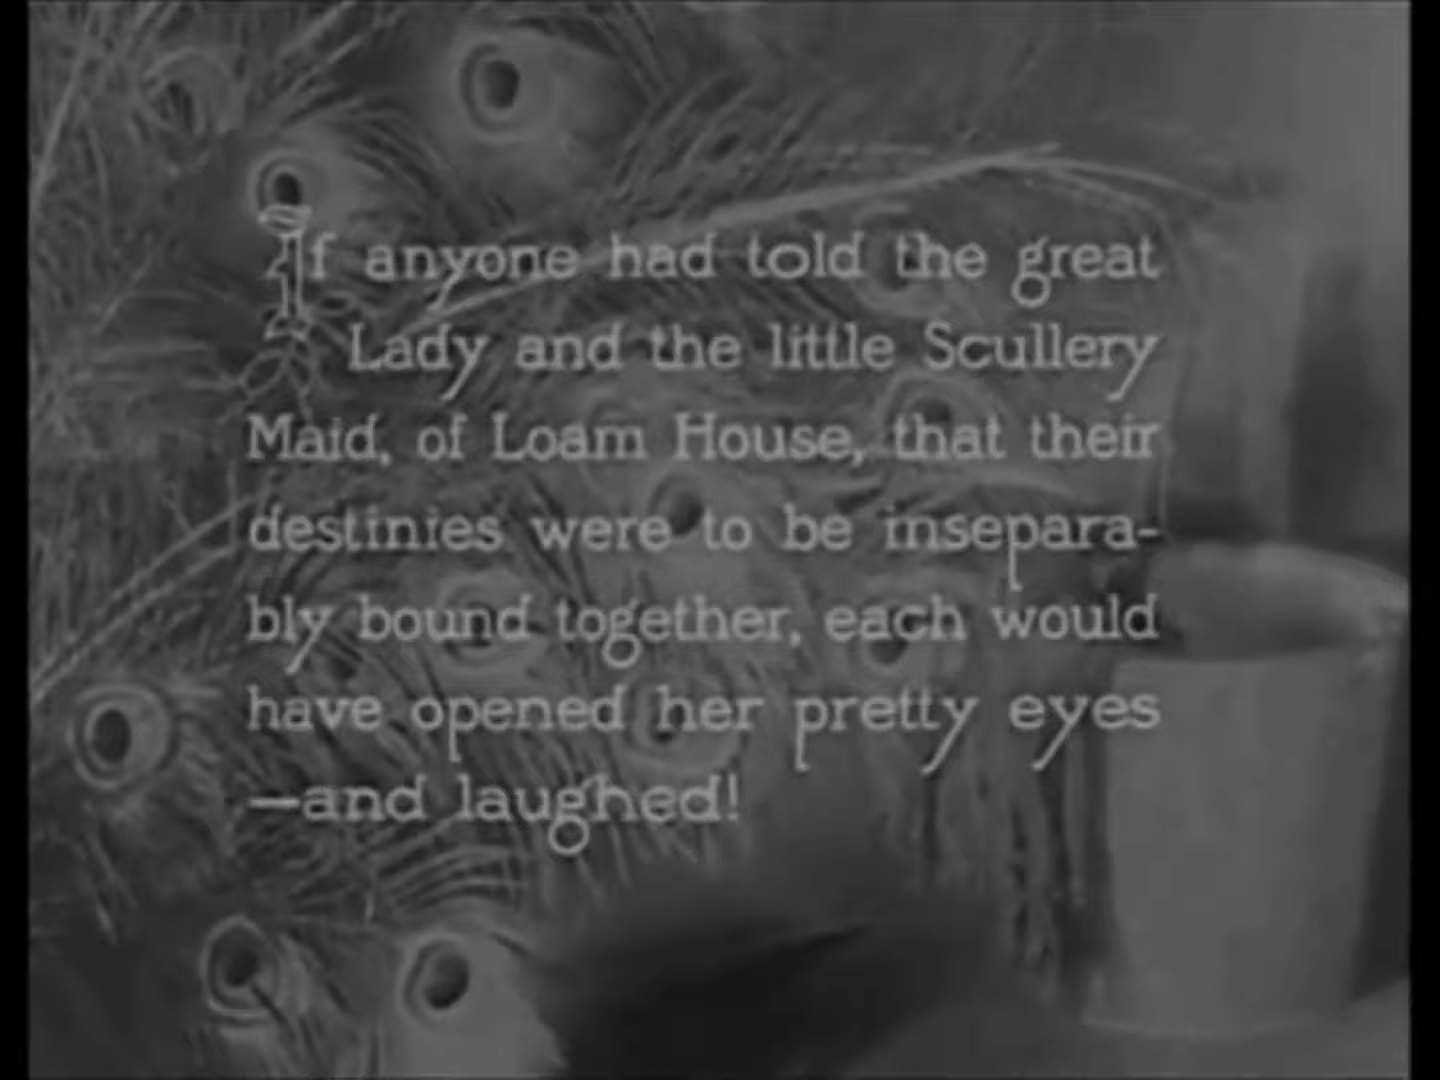 If anyone had told the great
Lady and the little Scullery
Maid, of Loam House, that their
destinies were to be insepara-
bly bound together, each would
have opened her pretty eyes
—and laughed!